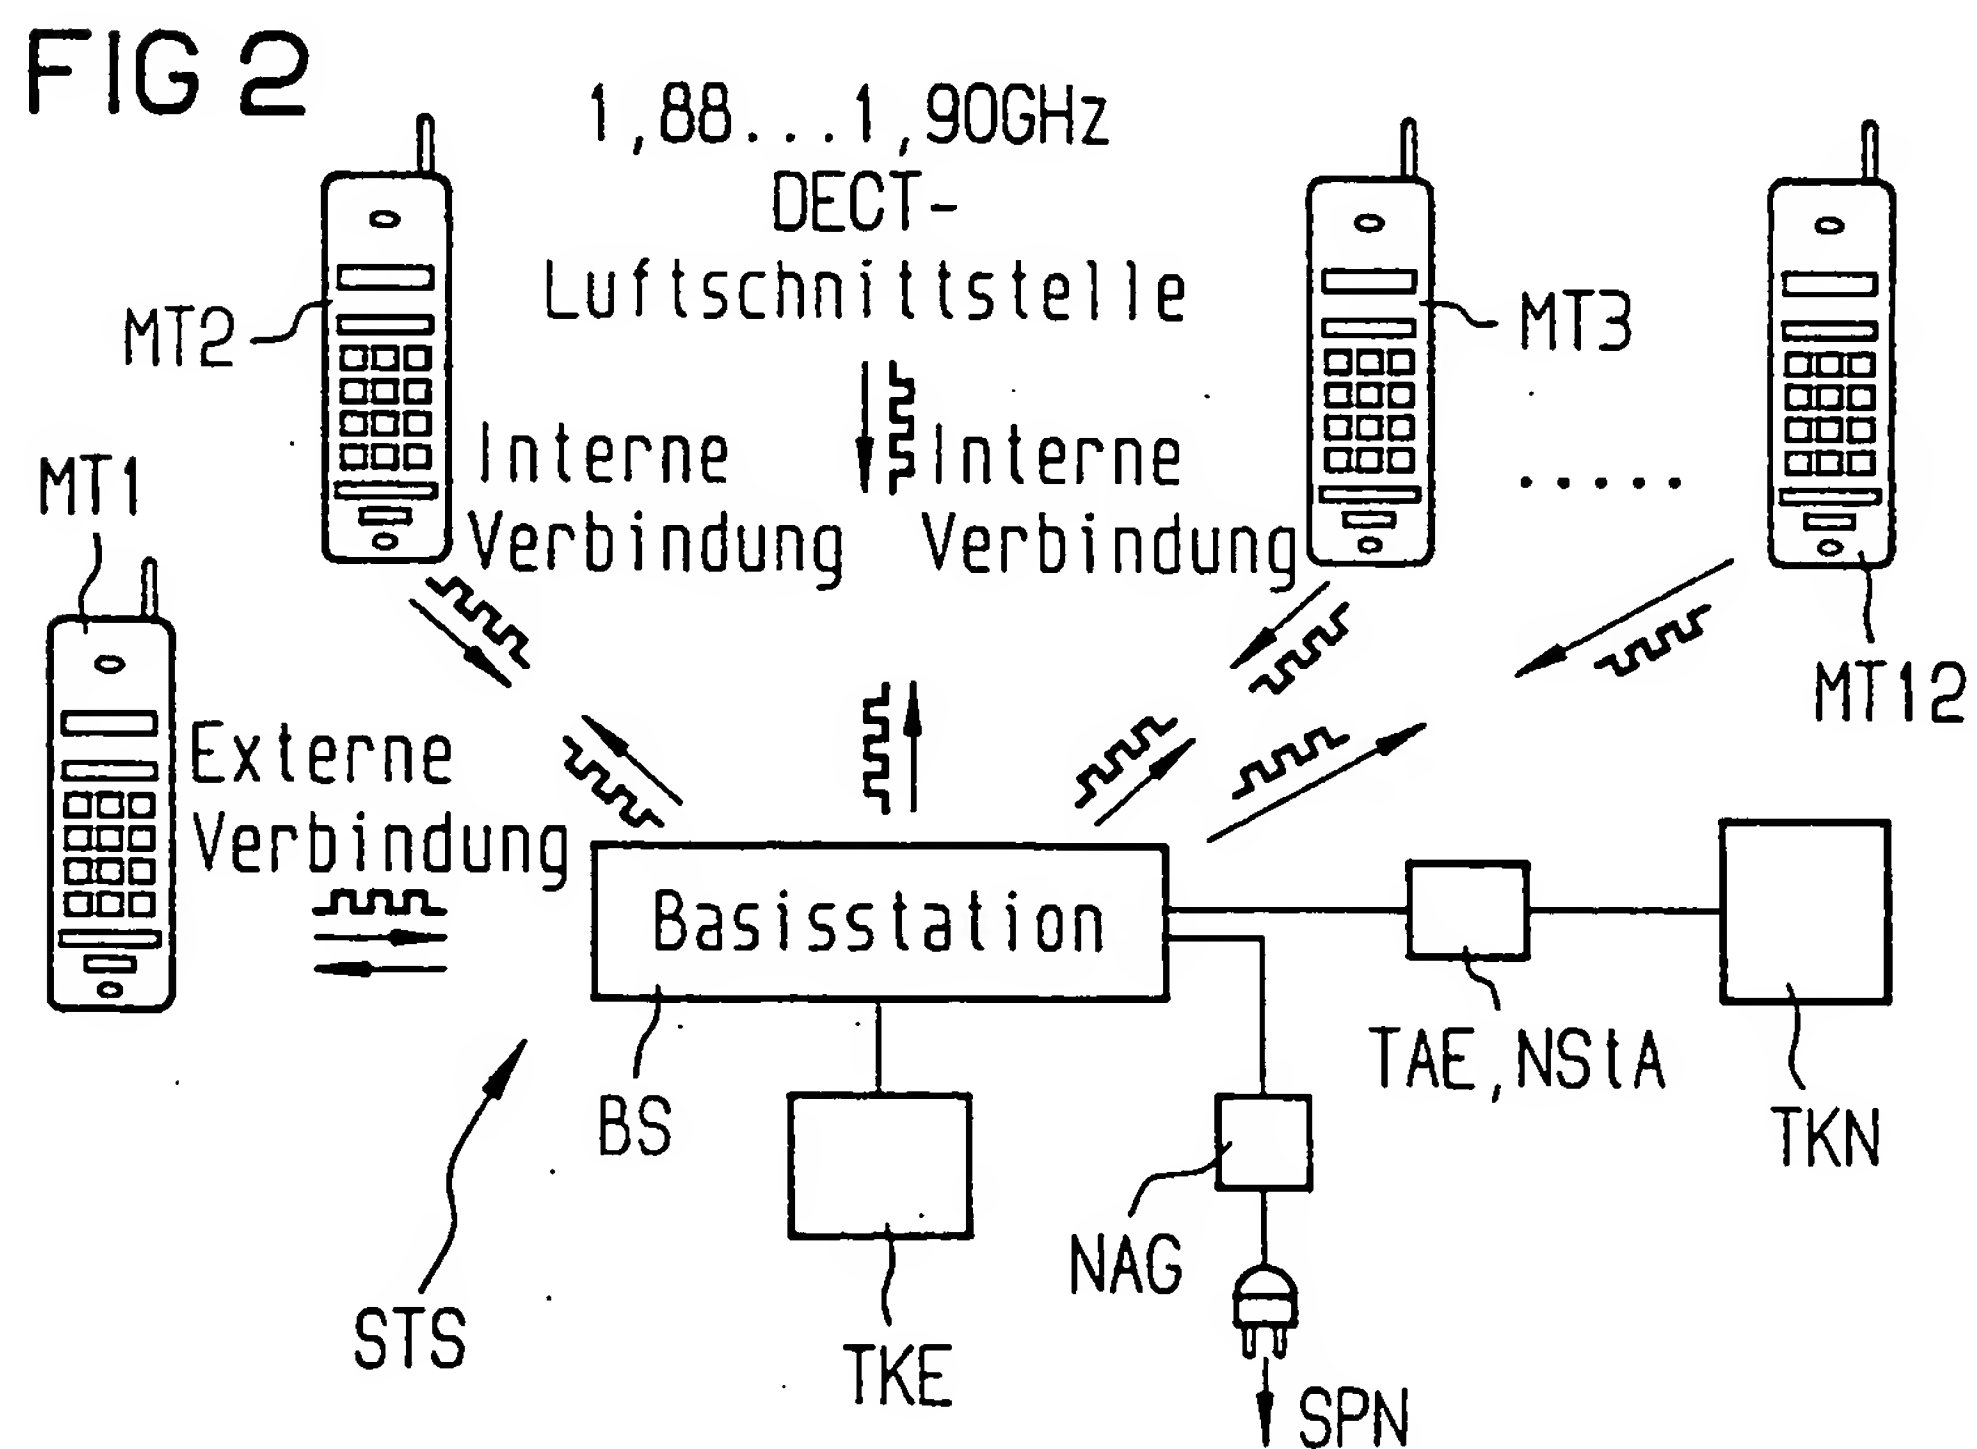 FIG 2
1,88...1,90GHz
DECT-
Luftschnittstelle
MT2
MT3
Interne
Verbindung
Interne
Verbindung
.....
MT1
MT12
Externe
Verbindung
Basisstation
BS
TAE,NStA
TKN
NAG
STS
TKE
SPN